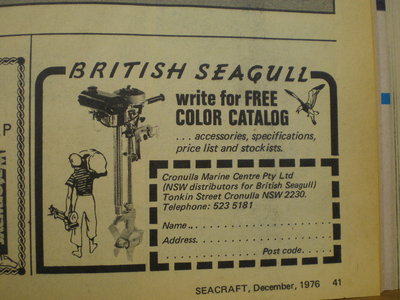 BRITISH SEAGULL
write for FREE
COLOR CATALOG
. . . accessories, specifications,
price list and stockists.
Cronulla Marine Centre Pty Ltd
(NSW distributors for British Seagull)
Tonkin Street Cronulla NSW 2230.
Telephone: 523 5181
Name . . . . . . . . . . . . . . . . . . . . . . .
Address. . . . . . . . . . . . . . . . . . . . . .
. . . . . . . . . . . . . . . . Post code. . . . . .
SEACRAFT, December, 1976 41